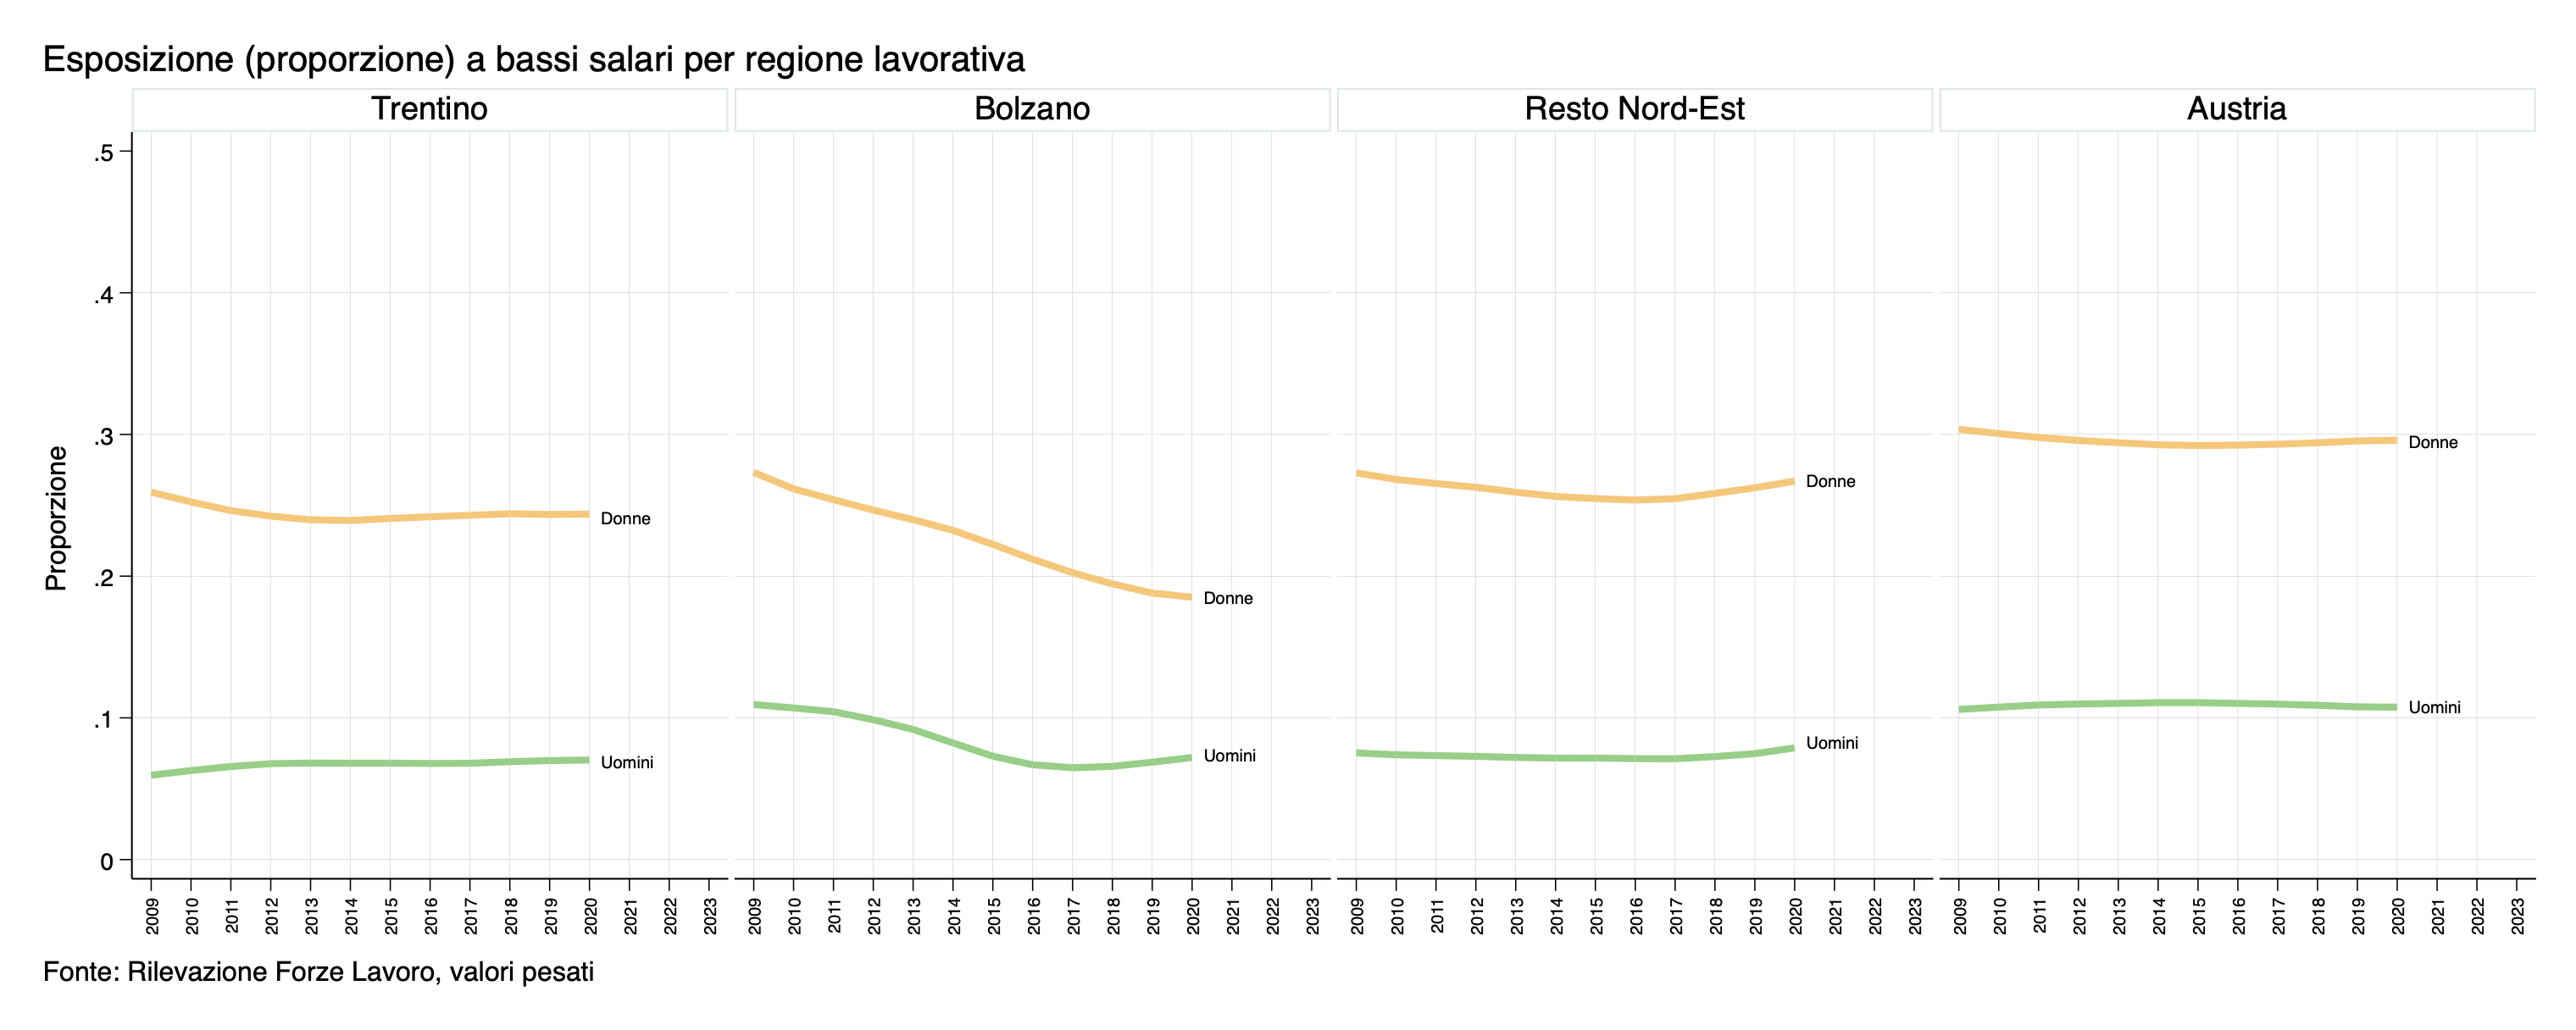 Esposizione (proporzione) a bassi salari per regione lavorativa
Trentino
Bolzano
Resto Nord-Est
Austria
Proporzione
.5
.4
.3
.2
.1
0
Donne
Uomini
Donne
Uomini
Donne
Uomini
Donne
Uomini
2009 2010 2011 2012 2013 2014 2015 2016 2017 2018 2019 2020 2021 2022 2023
2009 2010 2011 2012 2013 2014 2015 2016 2017 2018 2019 2020 2021 2022 2023
2009 2010 2011 2012 2013 2014 2015 2016 2017 2018 2019 2020 2021 2022 2023
2009 2010 2011 2012 2013 2014 2015 2016 2017 2018 2019 2020 2021 2022 2023
Fonte: Rilevazione Forze Lavoro, valori pesati